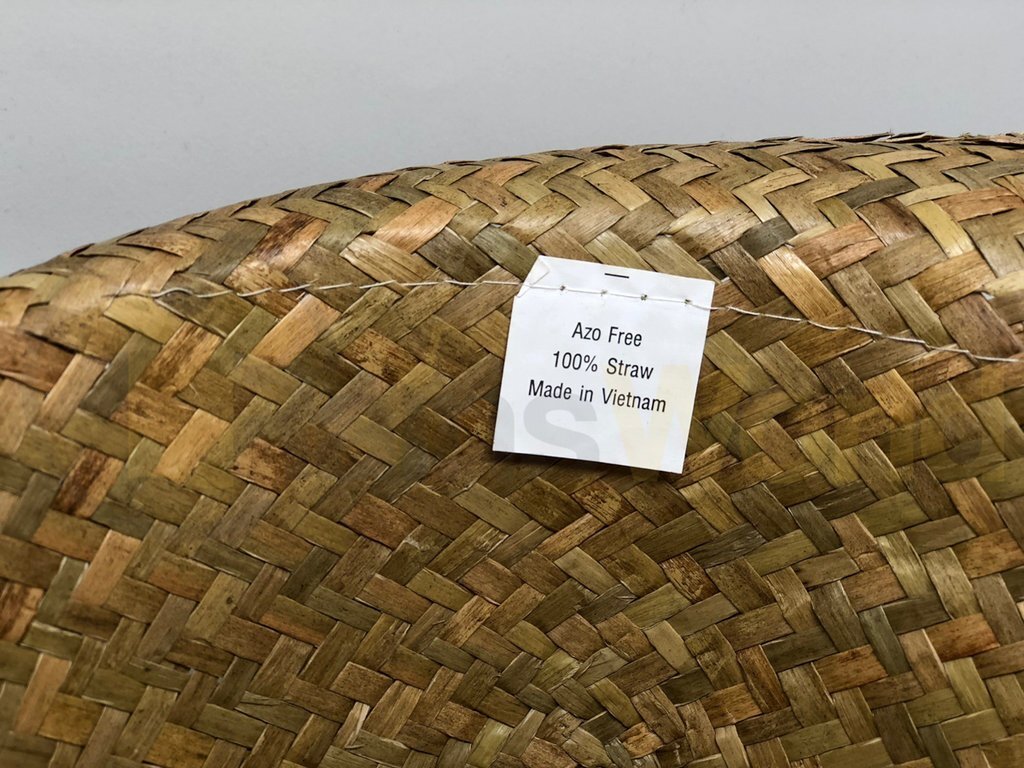 Azo Free
100% Straw
Made in Vietnam